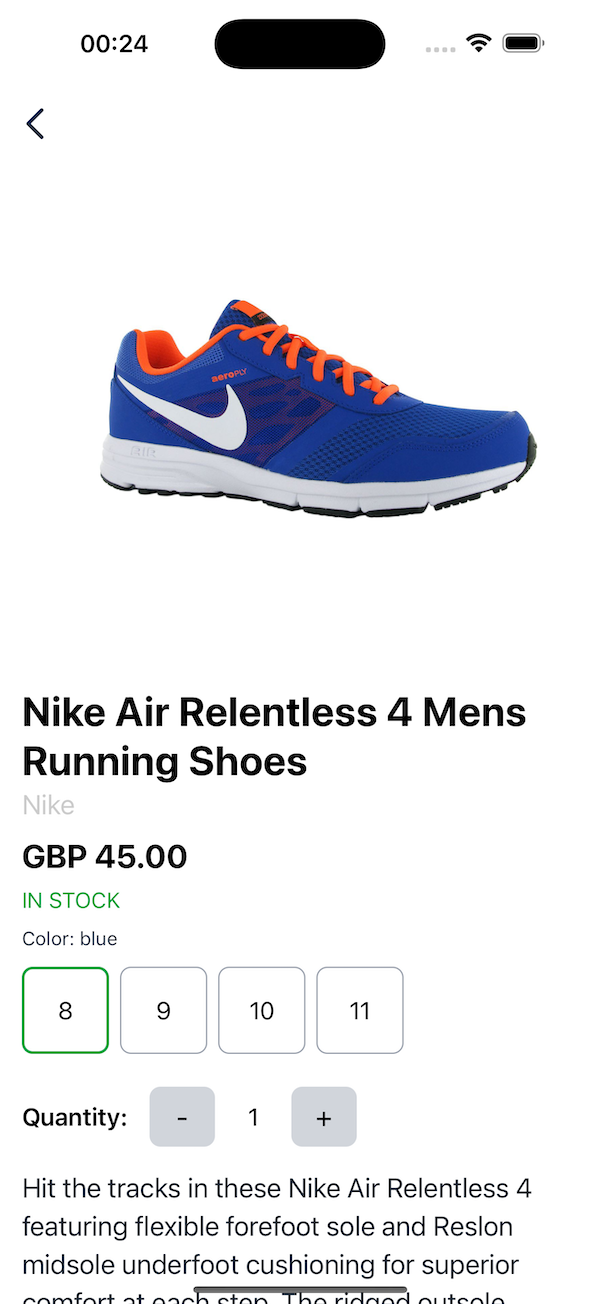 00:24
aeroPLY
AIR
Nike Air Relentless 4 Mens
Running Shoes
Nike
GBP 45.00
IN STOCK
Color: blue
8 9 10 11
Quantity: - 1 +
Hit the tracks in these Nike Air Relentless 4
featuring flexible forefoot sole and Reslon
midsole underfoot cushioning for superior
comfort at each step. The ridged outsole